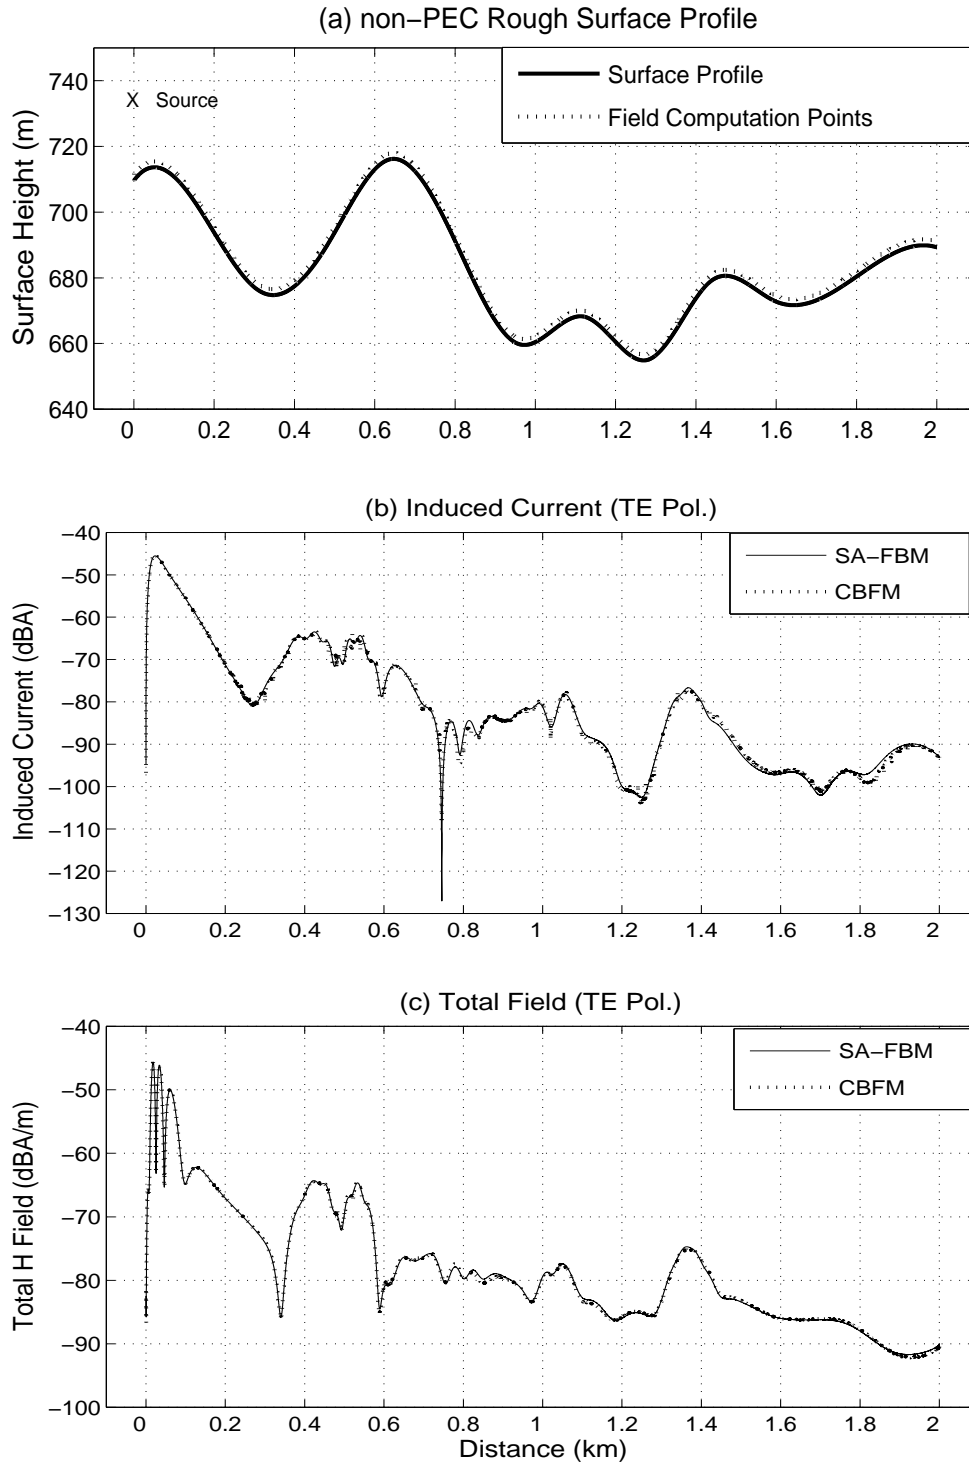 (a) non−PEC Rough Surface Profile
Surface Height (m)
740
720
700
680
660
640
X Source
Surface Profile
Field Computation Points
0 0.2 0.4 0.6 0.8 1 1.2 1.4 1.6 1.8 2
(b) Induced Current (TE Pol.)
Induced Current (dBA)
−40
−50
−60
−70
−80
−90
−100
−110
−120
−130
SA−FBM
CBFM
0 0.2 0.4 0.6 0.8 1 1.2 1.4 1.6 1.8 2
(c) Total Field (TE Pol.)
Total H Field (dBA/m)
−40
−50
−60
−70
−80
−90
−100
SA−FBM
CBFM
0 0.2 0.4 0.6 0.8 1 1.2 1.4 1.6 1.8 2
Distance (km)